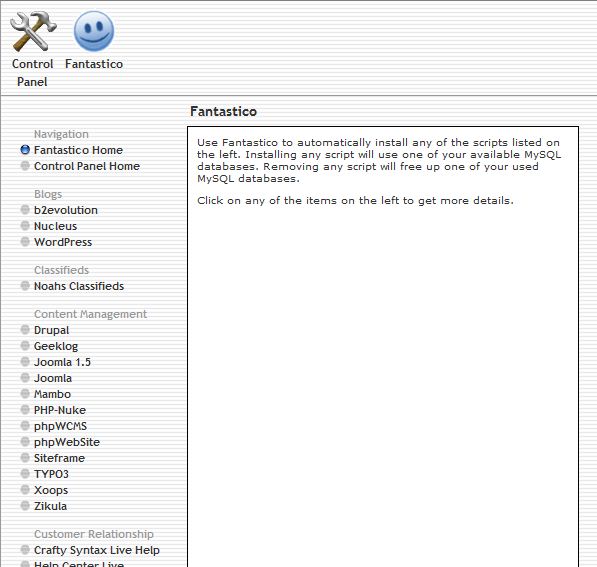 Control Panel
Fantastico
Fantastico
Navigation
Fantastico Home
Control Panel Home
Blogs
b2evolution
Nucleus
WordPress
Classifieds
Noahs Classifieds
Content Management
Drupal
Geeklog
Joomla 1.5
Joomla
Mambo
PHP-Nuke
phpWCMS
phpWebSite
Siteframe
TYPO3
Xoops
Zikula
Customer Relationship
Crafty Syntax Live Help
Help Center Live
Use Fantastico to automatically install any of the scripts listed on
the left. Installing any script will use one of your available MySQL
databases. Removing any script will free up one of your used
MySQL databases.
Click on any of the items on the left to get more details.